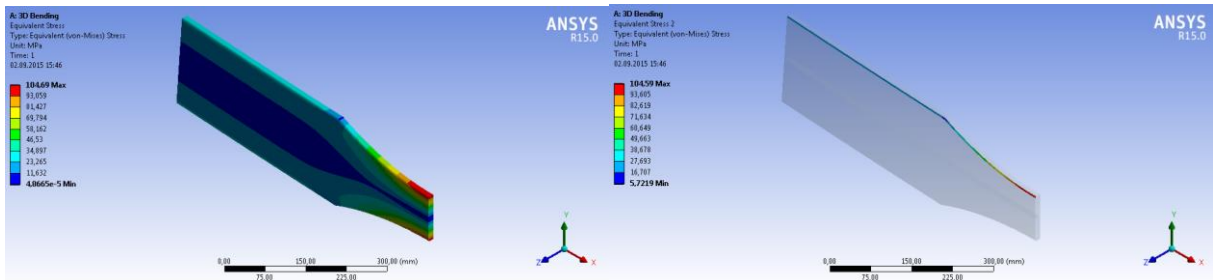 A: 3D Bending
Equivalent Stress
Type: Equivalent (von-Mises) Stress
Unit: MPa
Time: 1
02.09.2015 15:46
ANSYS
R15.0
104,69 Max
93,059
81,427
69,794
58,162
46,53
34,897
23,265
11,632
4,0665e-5 Min
0,00 150,00 300,00 (mm)
75,00 225,00
Y
Z X
A: 3D Bending
Equivalent Stress 2
Type: Equivalent (von-Mises) Stress
Unit: MPa
Time: 1
02.09.2015 15:46
ANSYS
R15.0
104,59 Max
93,605
82,619
71,634
60,649
49,663
38,678
27,693
16,707
5,7219 Min
0,00 150,00 300,00 (mm)
75,00 225,00
Y
Z X